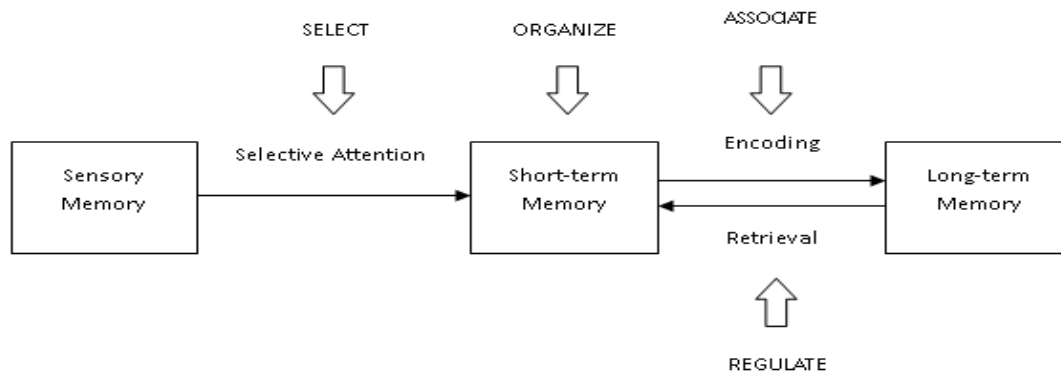 SELECT
ORGANIZE
ASSOCIATE
Sensory
Memory
Selective Attention
Short-term
Memory
Encoding
Retrieval
Long-term
Memory
REGULATE